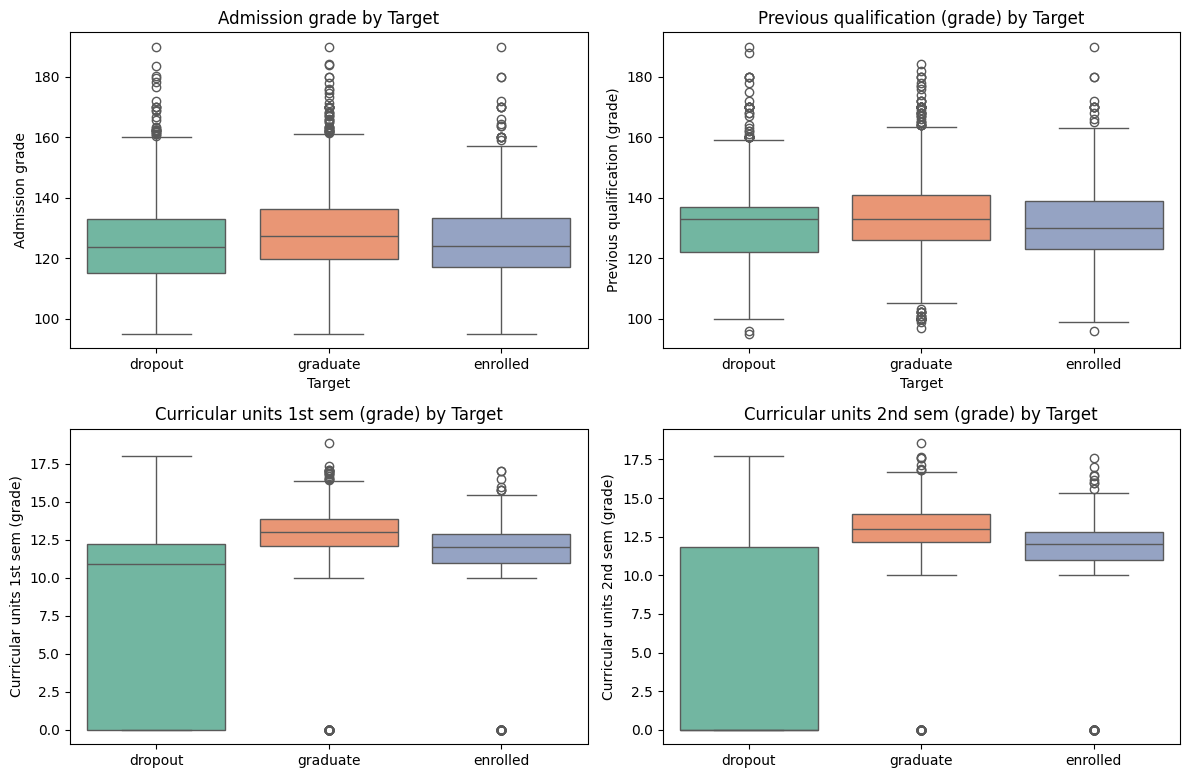 Admission grade by Target
Admission grade
180
160
140
120
100
dropout
graduate
enrolled
Target
Previous qualification (grade) by Target
Previous qualification (grade)
180
160
140
120
100
dropout
graduate
enrolled
Target
Curricular units 1st sem (grade) by Target
Curricular units 1st sem (grade)
17.5
15.0
12.5
10.0
7.5
5.0
2.5
0.0
dropout
graduate
enrolled
Curricular units 2nd sem (grade) by Target
Curricular units 2nd sem (grade)
17.5
15.0
12.5
10.0
7.5
5.0
2.5
0.0
dropout
graduate
enrolled